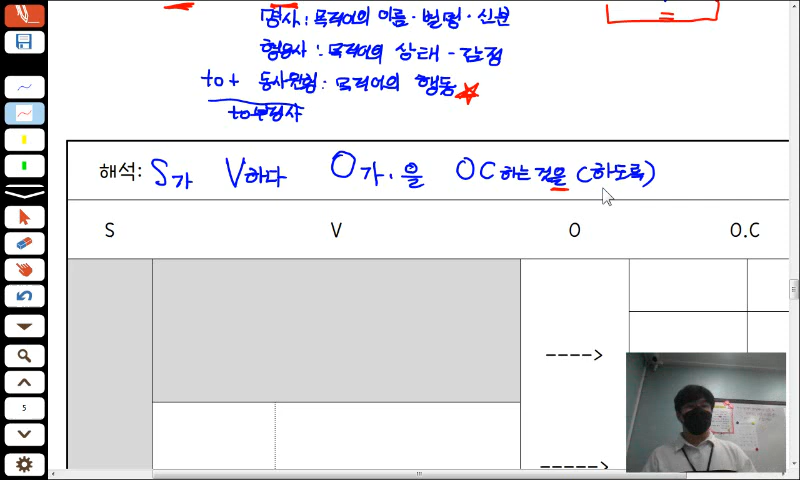 명사: 목적어의 이름·별명·신분
형용사: 목적어의 상태-감정
to+ 동사원형: 목적어의 행동
to부정사
해석: S가 V하다 O가·을 OC하는것을 (하도록)
S V O O.C
---->
---->
5